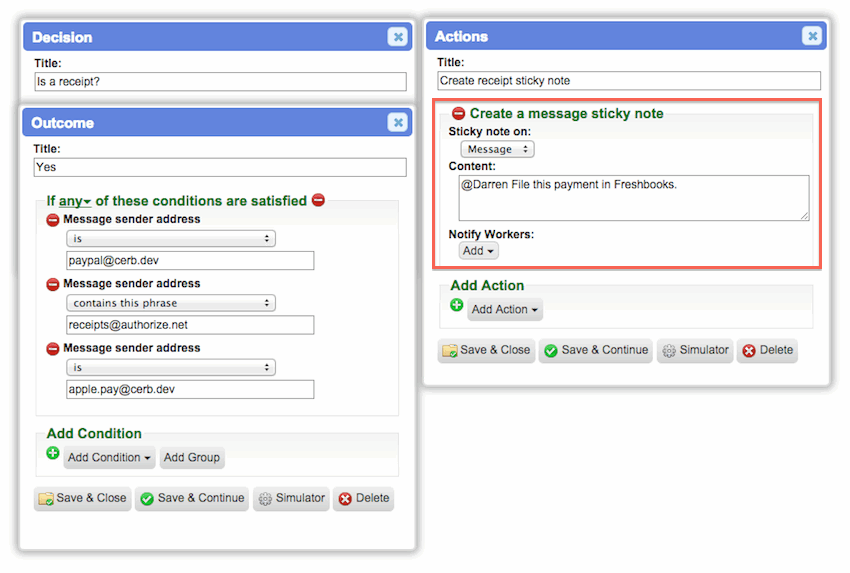 Decision
Title:
Is a receipt?
Outcome
Title:
Yes
If any of these conditions are satisfied
Message sender address
is
paypal@cerb.dev
Message sender address
contains this phrase
receipts@authorize.net
Message sender address
is
apple.pay@cerb.dev
Add Condition
Add Condition Add Group
Save & Close Save & Continue Simulator Delete
Actions
Title:
Create receipt sticky note
Create a message sticky note
Sticky note on:
Message
Content:
@Darren File this payment in Freshbooks.
Notify Workers:
Add
Add Action
Add Action
Save & Close Save & Continue Simulator Delete